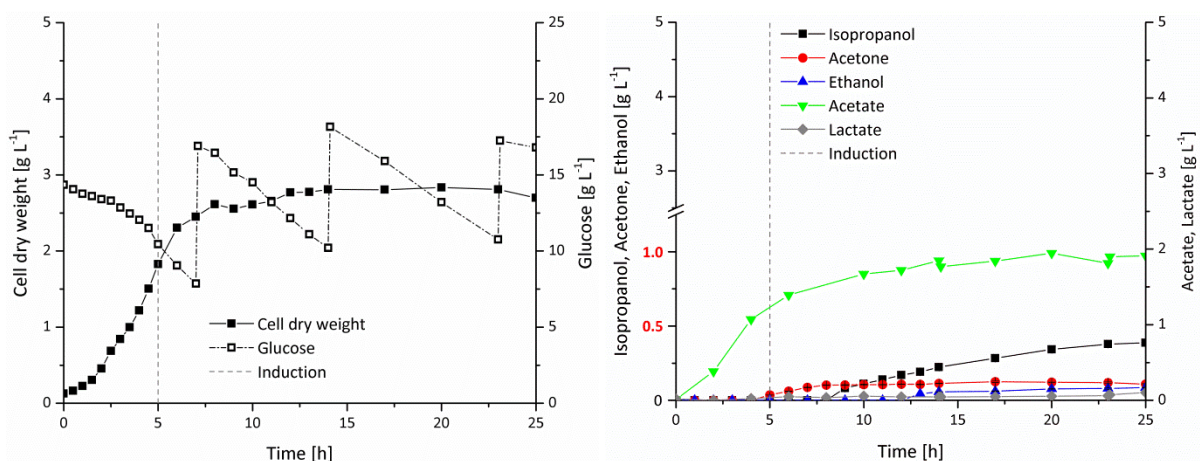 Cell dry weight [g L⁻¹]
5
4
3
2
1
0
0
5
10
15
20
25
Time [h]
25
20
15
10
5
0
Glucose [g L⁻¹]
Cell dry weight
Glucose
Induction
Isopropanol, Acetone, Ethanol [g L⁻¹]
5
4
3
1.0
0.5
0
0
5
10
15
20
25
Time [h]
5
4
3
2
1
0
Acetate, Lactate [g L⁻¹]
Isopropanol
Acetone
Ethanol
Acetate
Lactate
Induction